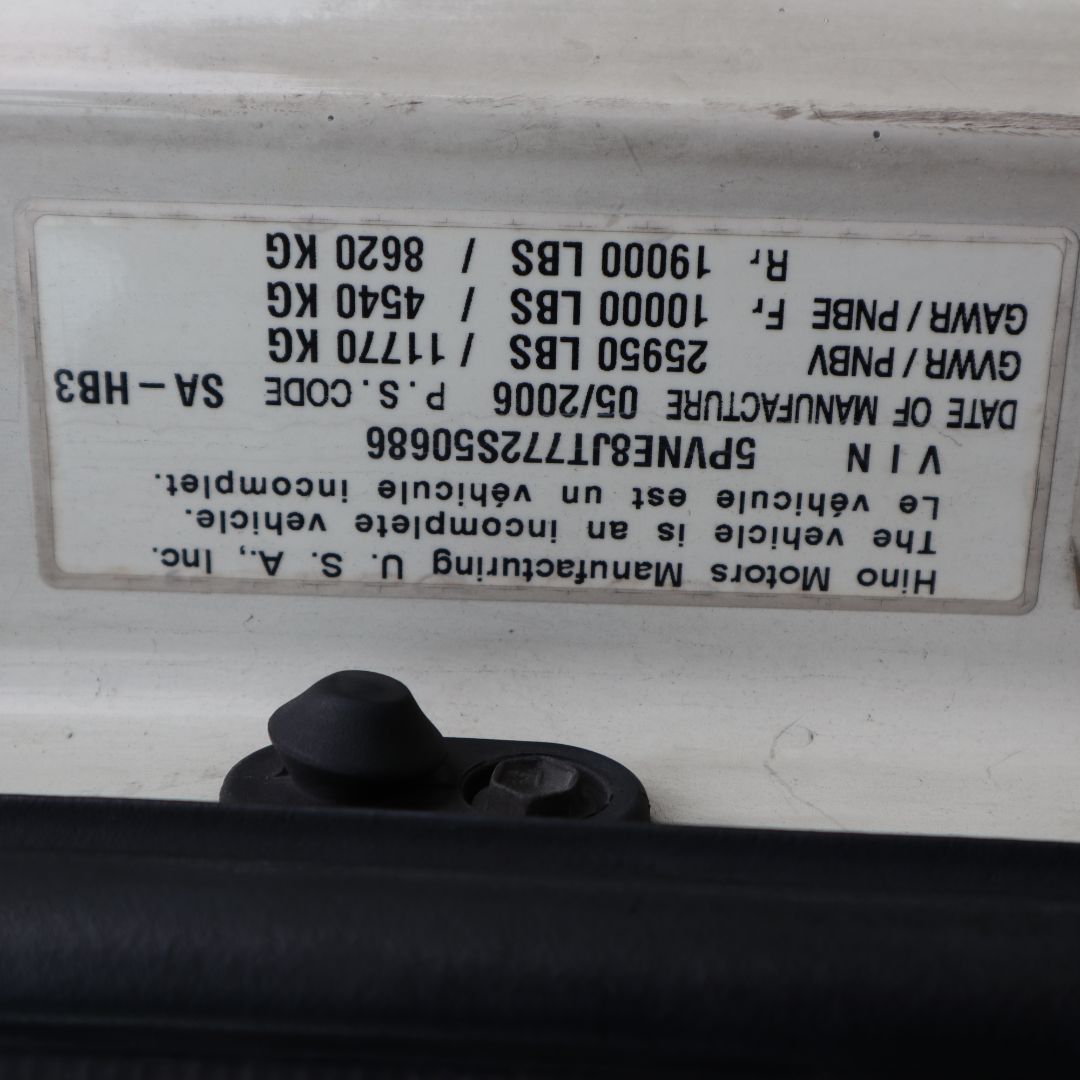 Hino Motors Manufacturing U. S. A., Inc.
The vehicle is an incomplete vehicle.
Le véhicule est un véhicule incomplet.
V I N 5PVNE8JT772S50686
DATE OF MANUFACTURE 05/2006 P. S. CODE SA-HB3
GVWR / PNBV 25950 LBS / 11770 KG
GAWR / PNBE Fr 10000 LBS / 4540 KG
Rr 19000 LBS / 8620 KG